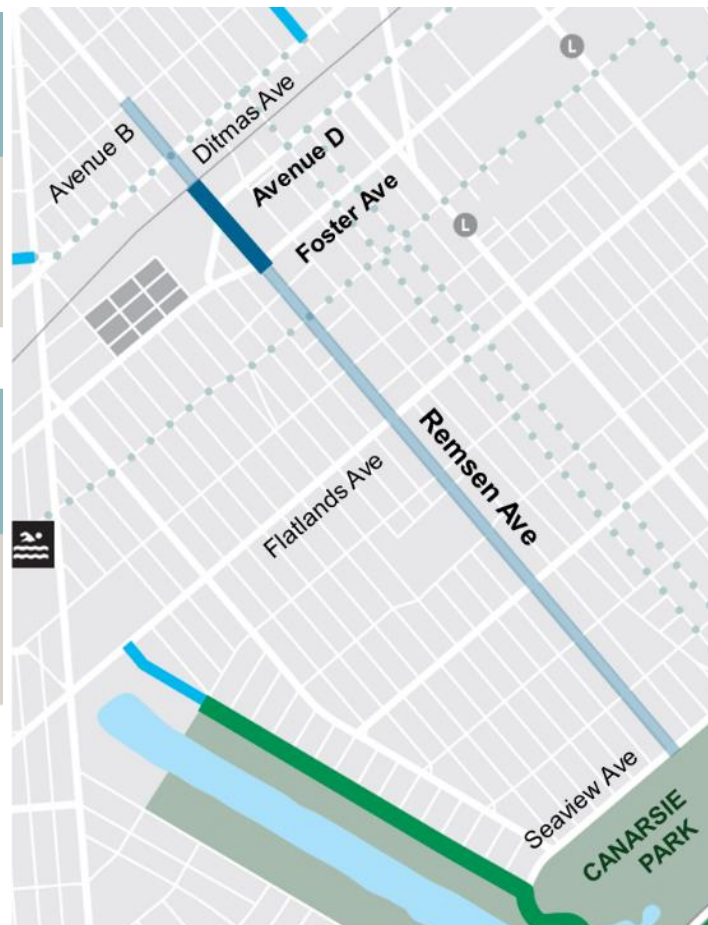 L
Ditmas Ave
Avenue B
Avenue D
Foster Ave
L
Remsen Ave
Flatlands Ave
Seaview Ave
CANARSIE
PARK